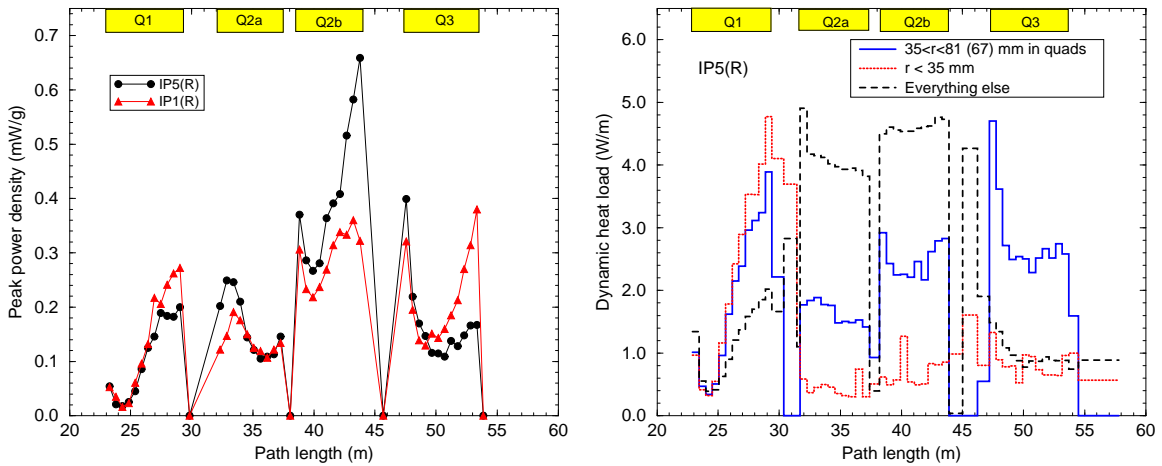 Q1 Q2a Q2b Q3
0.7
0.6
0.5
0.4
0.3
0.2
0.1
0.0
Peak power density (mW/g)
IP5(R)
IP1(R)
20 25 30 35 40 45 50 55 60
Path length (m)
Q1 Q2a Q2b Q3
6.0
5.0
4.0
3.0
2.0
1.0
0.0
Dynamic heat load (W/m)
IP5(R)
35<r<81 (67) mm in quads
r < 35 mm
Everything else
20 25 30 35 40 45 50 55 60
Path length (m)